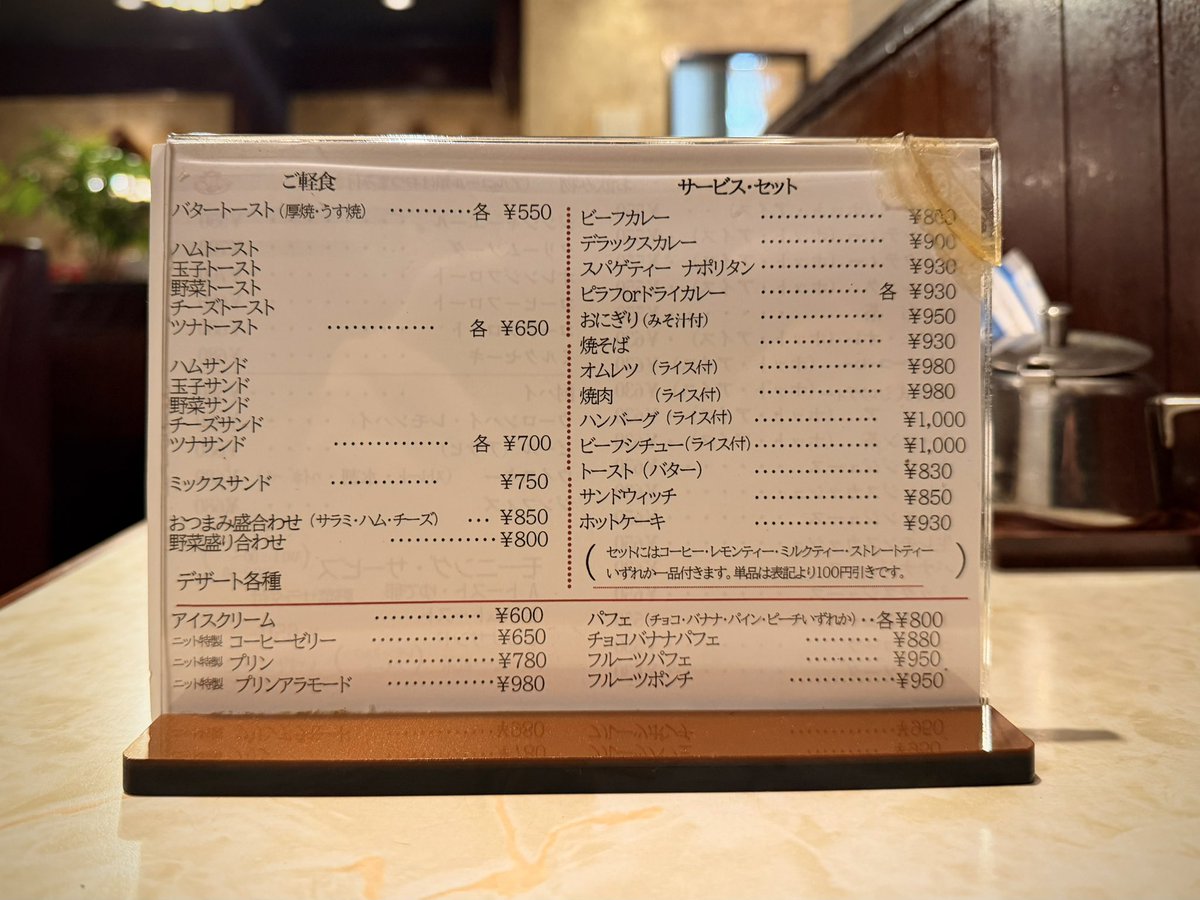 ご軽食
バタートースト(厚焼・うす焼) ··········各 ¥550
ハムトースト
玉子トースト
野菜トースト
チーズトースト
ツナトースト ············· 各 ¥650
ハムサンド
玉子サンド
野菜サンド
チーズサンド
ツナサンド ·············· 各 ¥700
ミックスサンド ············· ¥750
おつまみ盛合わせ (サラミ・ハム・チーズ) ··· ¥850
野菜盛り合わせ ·············· ¥800
サービス・セット
ビーフカレー ··············· ¥800
デラックスカレー ··············· ¥900
スパゲティー ナポリタン ··············· ¥930
ピラフorドライカレー ············· 各 ¥930
おにぎり(みそ汁付) ··············· ¥950
焼そば ··············· ¥930
オムレツ (ライス付) ··············· ¥980
焼肉 (ライス付) ··············· ¥980
ハンバーグ (ライス付) ··············· ¥1,000
ビーフシチュー(ライス付) ··············· ¥1,000
トースト (バター) ··············· ¥830
サンドウィッチ ··············· ¥850
ホットケーキ ··············· ¥930
(セットにはコーヒー・レモンティー・ミルクティー・ストレートティー
いずれか一品付きます。単品は表記より100円引きです。)
デザート各種
アイスクリーム ············· ¥600
ニット特製 コーヒーゼリー ············· ¥650
ニット特製 プリン ············· ¥780
ニット特製 プリンアラモード ············· ¥980
パフェ (チョコ・バナナ・パイン・ピーチいずれか) ··各¥800
チョコバナナパフェ ········· ¥880
フルーツパフェ ········· ¥950
フルーツポンチ ············ ¥950